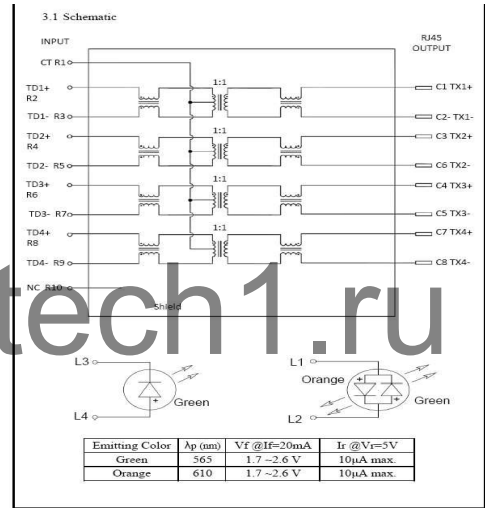 3.1 Schematic
INPUT
RJ45
OUTPUT
CT R1
TD1+
R2
1:1
C1 TX1+
TD1- R3
C2- TX1-
TD2+
R4
1:1
C3 TX2+
TD2- R5
C6 TX2-
TD3+
R6
1:1
C4 TX3+
TD3- R7
C5 TX3-
TD4+
R8
1:1
C7 TX4+
TD4- R9
C8 TX4-
NC R10
Shield
tech1.ru
L3
L1
Orange
+
+
+
Green
Green
L4
L2
Emitting Color λp (nm) Vf @If=20mA Ir @Vr=5V
Green 565 1.7 ~2.6 V 10μA max.
Orange 610 1.7 ~2.6 V 10μA max.